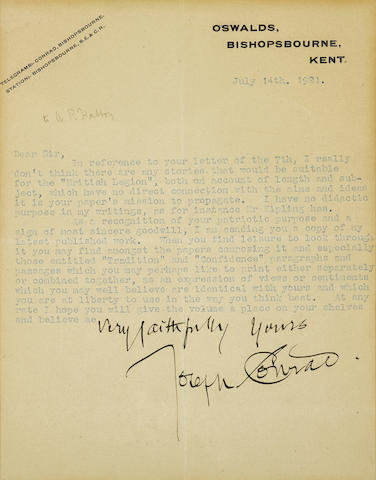 TELEGRAMS:- CONRAD, BISHOPSBOURNE.
STATION:- BISHOPSBOURNE, S.E.& C.R.
OSWALDS,
BISHOPSBOURNE,
KENT.
July 14th. 1921.
to A. P.
Dear Sir,
In reference to your letter of the 7th, I really
don't think there are any stories that would be suitable
for the "British Legion", both on account of length and sub-
ject, which have no direct connection with the aims and ideas
it is your paper's mission to propagate. I have no didactic
purpose in my writings, as for instance Mr Kipling has.
As a recognition of your patriotic purpose and a
sign of most sincere goodwill, I am sending you a copy of my
latest published work. When you find leisure to look through
it you may find amongst the papers composing it and especially
those entitled "Tradition" and "Confidence" paragraphs and
passages which you may perhaps like to print either separately
or combined together, as an expression of views or sentiments
which you may well believe are identical with yours and which
you are at liberty to use in the way you think best. At any
rate I hope you will give the volume a place on your shelves
and believe me
Very faithfully Yours
Joseph Conrad.